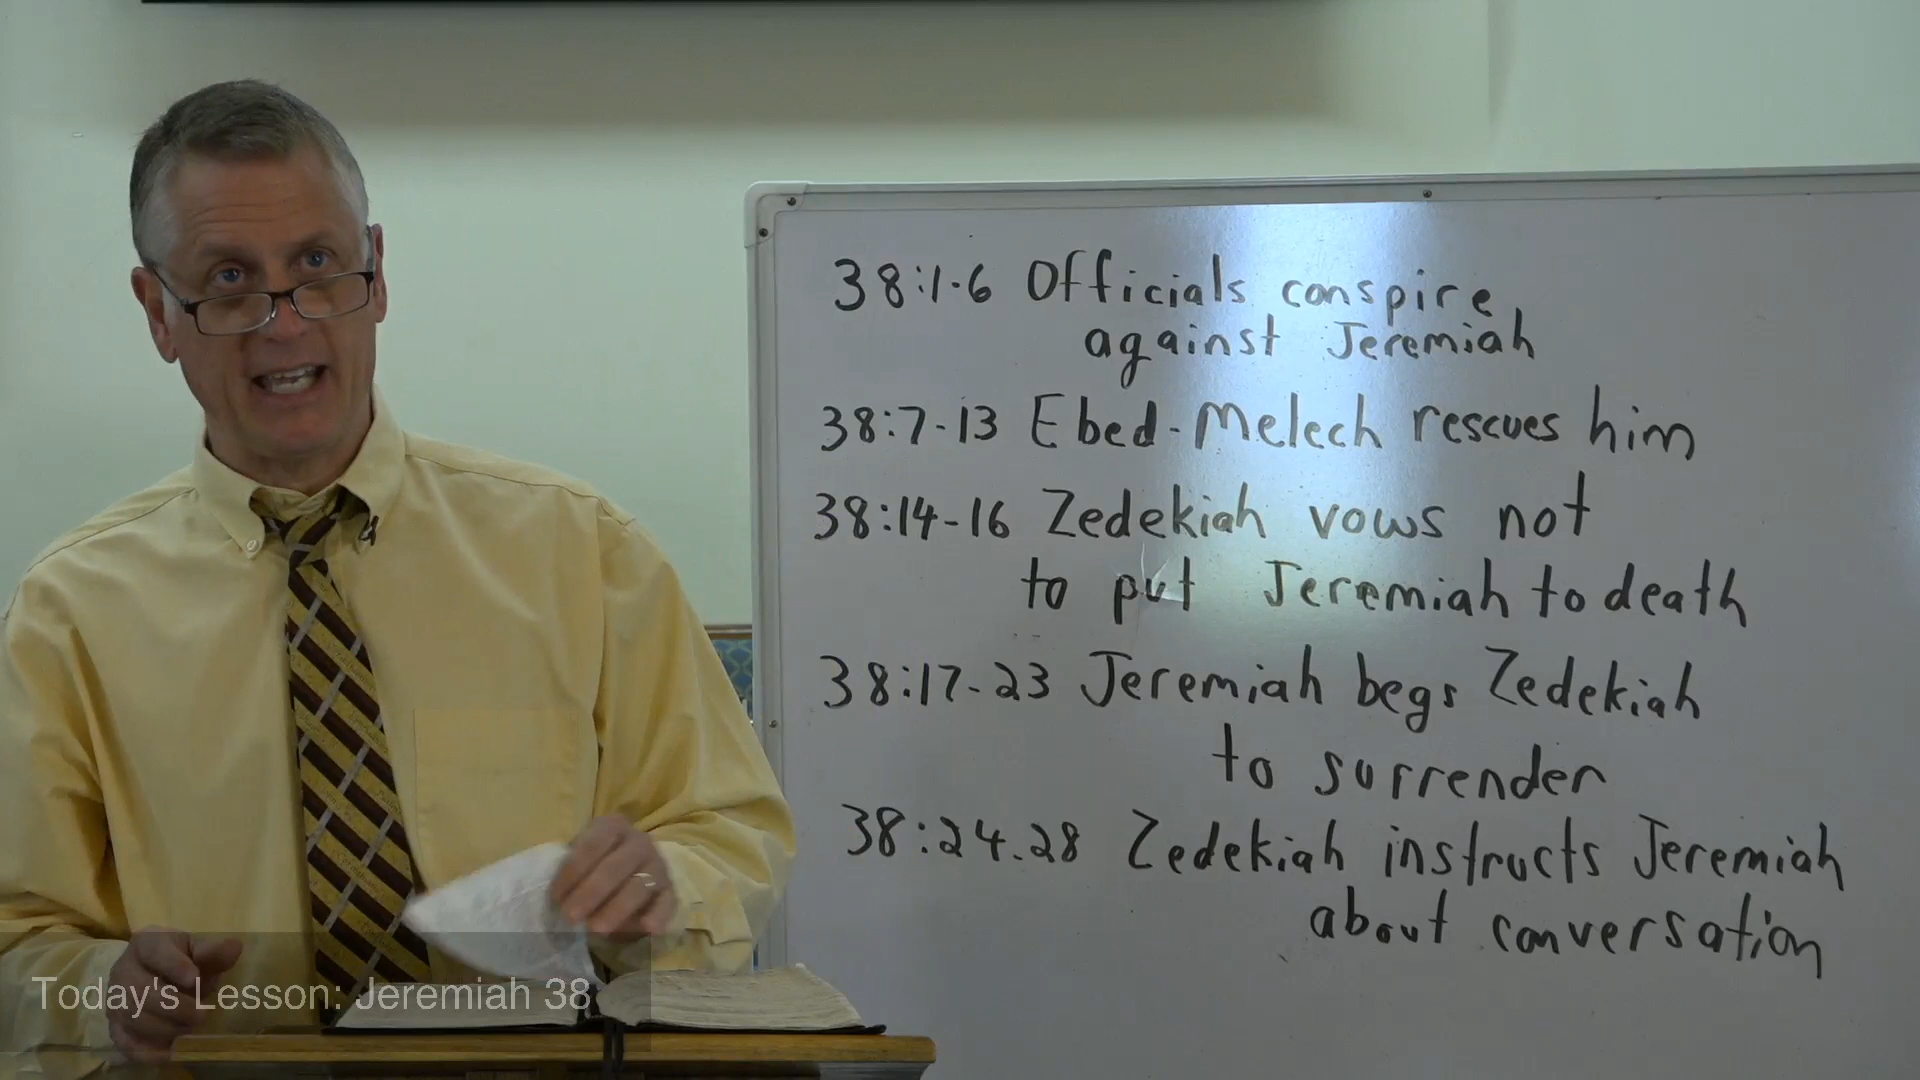 38:1-6 Officials conspire
against Jeremiah
38:7-13 Ebed-Melech rescues him
38:14-16 Zedekiah vows not
to put Jeremiah to death
38:17-23 Jeremiah begs Zedekiah
to surrender
38:24-28 Zedekiah instructs Jeremiah
about conversation
Today's Lesson: Jeremiah 38